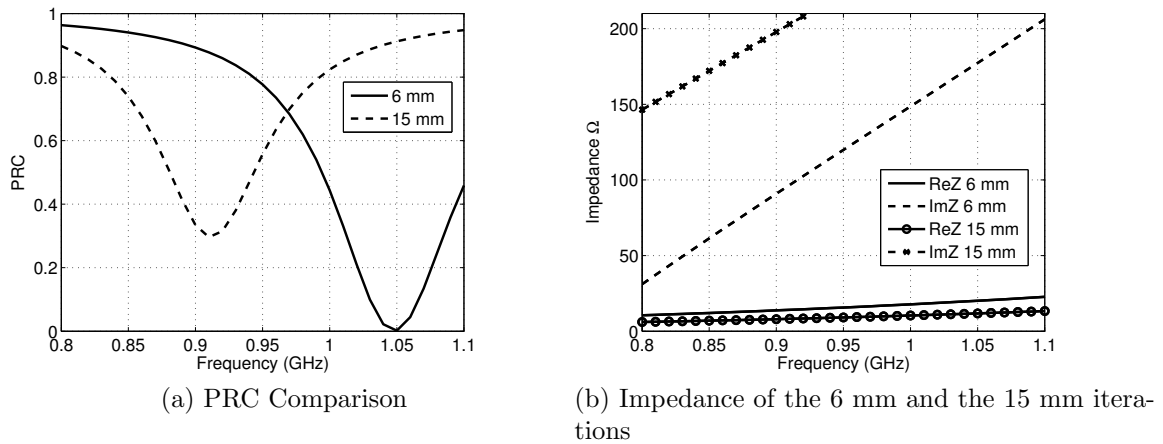 1
0.8
0.6
0.4
0.2
0
PRC
6 mm
15 mm
0.8 0.85 0.9 0.95 1 1.05 1.1
Frequency (GHz)
(a) PRC Comparison
200
150
100
50
0
Impedance Ω
ReZ 6 mm
ImZ 6 mm
ReZ 15 mm
ImZ 15 mm
0.8 0.85 0.9 0.95 1 1.05 1.1
Frequency (GHz)
(b) Impedance of the 6 mm and the 15 mm itera-
tions